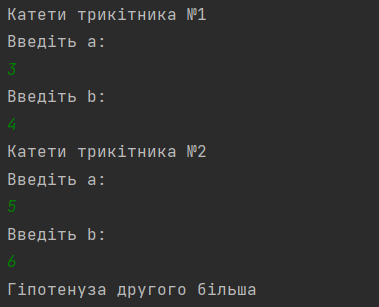 Катети трикітника №1
Введіть a:
3
Введіть b:
4
Катети трикітника №2
Введіть a:
5
Введіть b:
6
Гіпотенуза другого більша